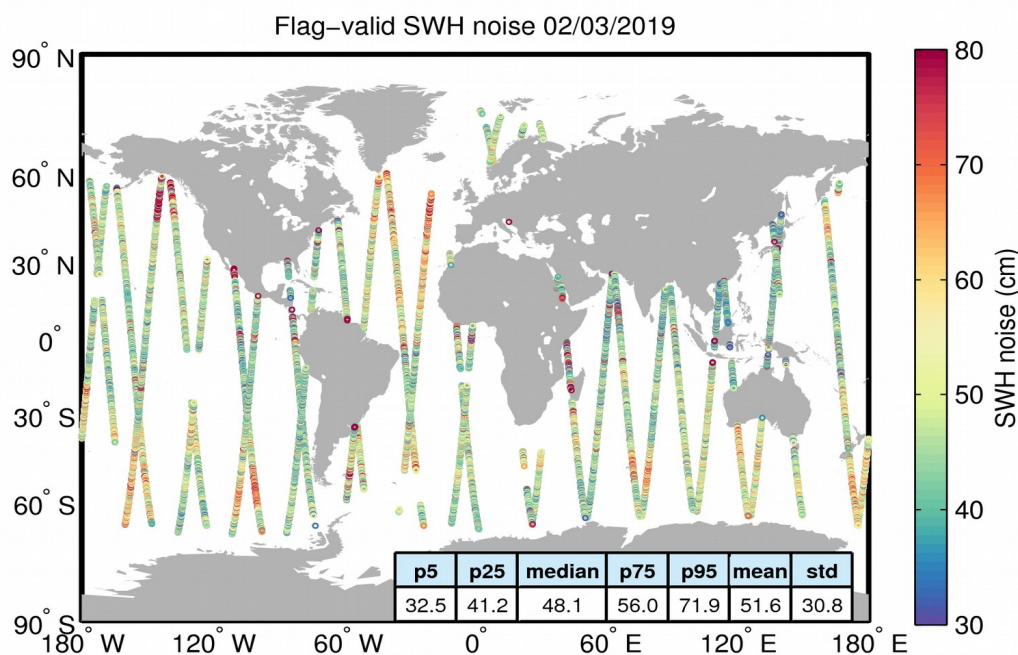 Flag−valid SWH noise 02/03/2019
90° N
60° N
30° N
0°
30° S
60° S
90° S
180° W
120° W
60° W
0°
60° E
120° E
180° E
80
70
60
50
40
30
SWH noise (cm)
p5 p25 median p75 p95 mean std
32.5 41.2 48.1 56.0 71.9 51.6 30.8